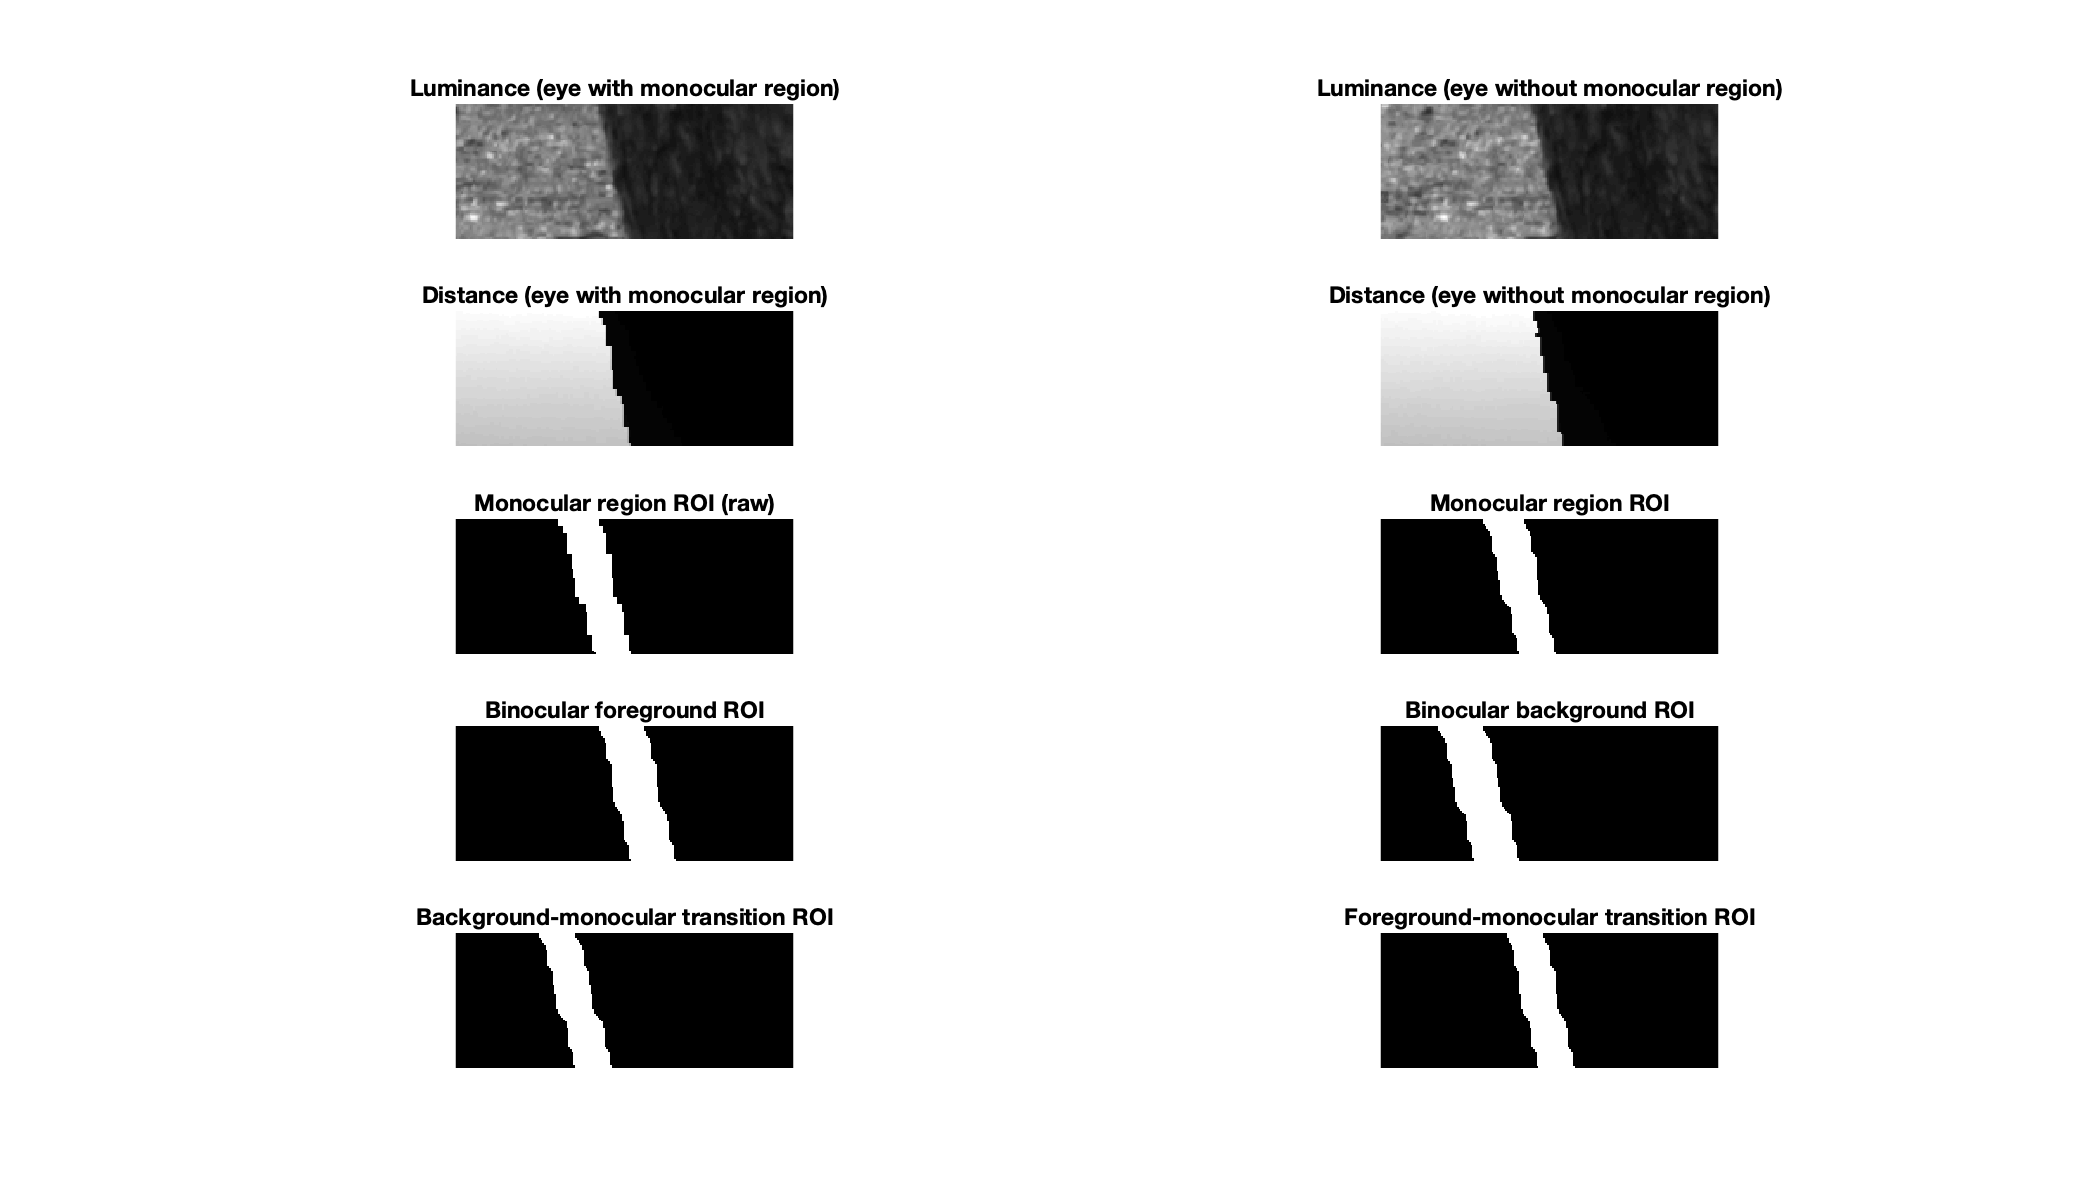 Luminance (eye with monocular region)
Luminance (eye without monocular region)
Distance (eye with monocular region)
Distance (eye without monocular region)
Monocular region ROI (raw)
Monocular region ROI
Binocular foreground ROI
Binocular background ROI
Background-monocular transition ROI
Foreground-monocular transition ROI